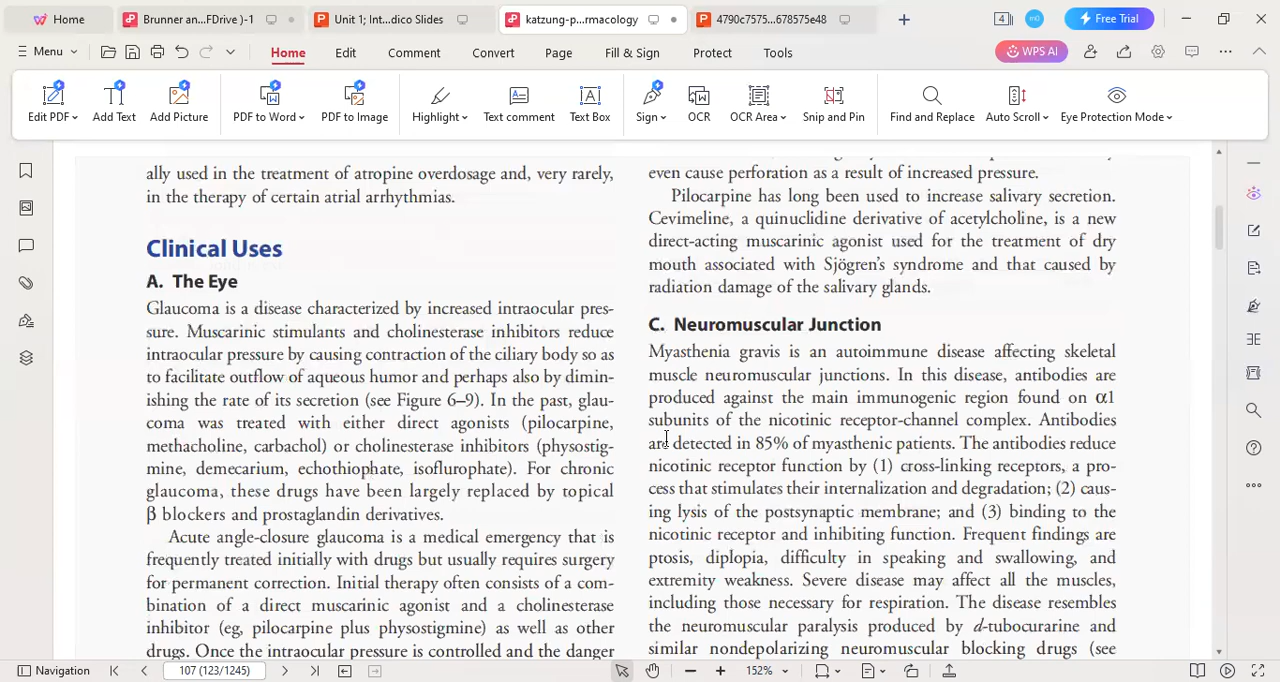 Home
Brunner an...FDrive )-1
Unit 1; Int...dico Slides
katzung-p...rmacology
4790c7575...678575e48
Free Trial
Menu
Home
Edit
Comment
Convert
Page
Fill & Sign
Protect
Tools
WPS AI
Edit PDF
Add Text
Add Picture
PDF to Word
PDF to Image
Highlight
Text comment
Text Box
Sign
OCR
OCR Area
Snip and Pin
Find and Replace
Auto Scroll
Eye Protection Mode
ally used in the treatment of atropine overdosage and, very rarely,
in the therapy of certain atrial arrhythmias.
Clinical Uses
A. The Eye
Glaucoma is a disease characterized by increased intraocular pres-
sure. Muscarinic stimulants and cholinesterase inhibitors reduce
intraocular pressure by causing contraction of the ciliary body so as
to facilitate outflow of aqueous humor and perhaps also by dimin-
ishing the rate of its secretion (see Figure 6–9). In the past, glau-
coma was treated with either direct agonists (pilocarpine,
methacholine, carbachol) or cholinesterase inhibitors (physostig-
mine, demecarium, echothiophate, isoflurophate). For chronic
glaucoma, these drugs have been largely replaced by topical
β blockers and prostaglandin derivatives.
Acute angle-closure glaucoma is a medical emergency that is
frequently treated initially with drugs but usually requires surgery
for permanent correction. Initial therapy often consists of a com-
bination of a direct muscarinic agonist and a cholinesterase
inhibitor (eg, pilocarpine plus physostigmine) as well as other
drugs. Once the intraocular pressure is controlled and the danger
even cause perforation as a result of increased pressure.
Pilocarpine has long been used to increase salivary secretion.
Cevimeline, a quinuclidine derivative of acetylcholine, is a new
direct-acting muscarinic agonist used for the treatment of dry
mouth associated with Sjögren's syndrome and that caused by
radiation damage of the salivary glands.
C. Neuromuscular Junction
Myasthenia gravis is an autoimmune disease affecting skeletal
muscle neuromuscular junctions. In this disease, antibodies are
produced against the main immunogenic region found on α1
subunits of the nicotinic receptor-channel complex. Antibodies
are detected in 85% of myasthenic patients. The antibodies reduce
nicotinic receptor function by (1) cross-linking receptors, a pro-
cess that stimulates their internalization and degradation; (2) caus-
ing lysis of the postsynaptic membrane; and (3) binding to the
nicotinic receptor and inhibiting function. Frequent findings are
ptosis, diplopia, difficulty in speaking and swallowing, and
extremity weakness. Severe disease may affect all the muscles,
including those necessary for respiration. The disease resembles
the neuromuscular paralysis produced by d-tubocurarine and
similar nondepolarizing neuromuscular blocking drugs (see
Navigation
107 (123/1245)
152%